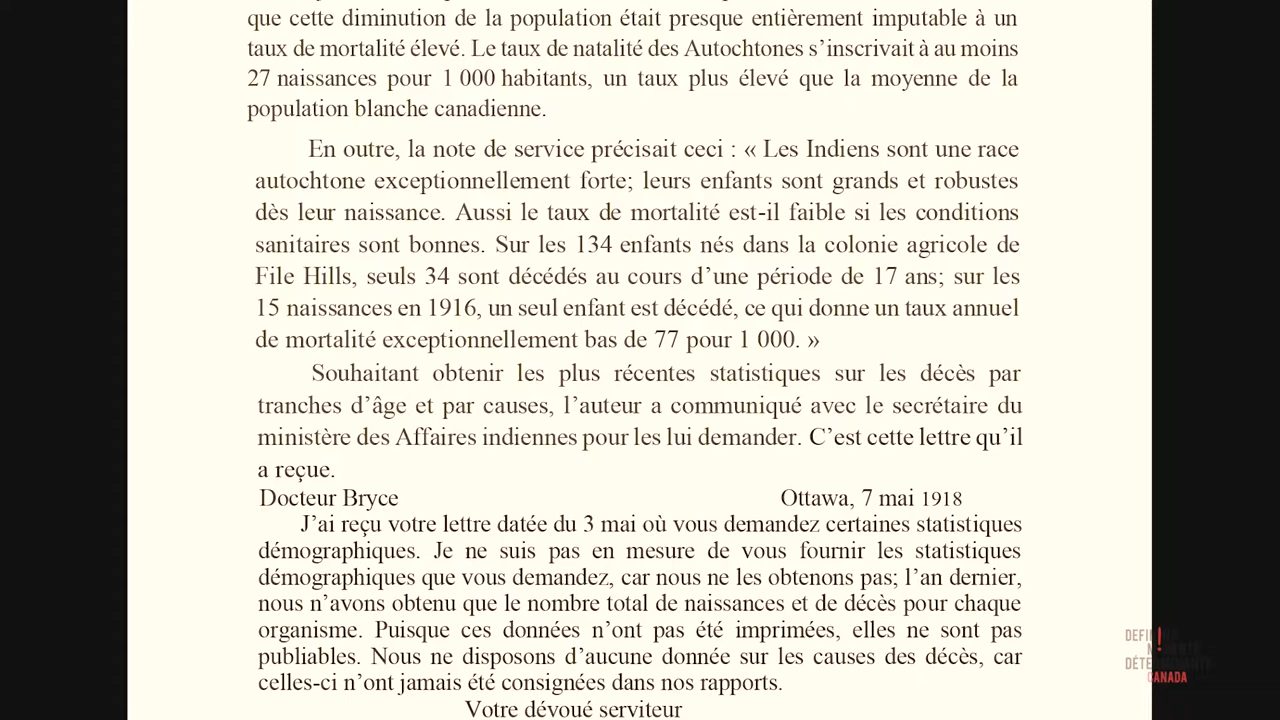 que cette diminution de la population était presque entièrement imputable à un
taux de mortalité élevé. Le taux de natalité des Autochtones s’inscrivait à au moins
27 naissances pour 1 000 habitants, un taux plus élevé que la moyenne de la
population blanche canadienne.
En outre, la note de service précisait ceci : « Les Indiens sont une race
autochtone exceptionnellement forte; leurs enfants sont grands et robustes
dès leur naissance. Aussi le taux de mortalité est-il faible si les conditions
sanitaires sont bonnes. Sur les 134 enfants nés dans la colonie agricole de
File Hills, seuls 34 sont décédés au cours d’une période de 17 ans; sur les
15 naissances en 1916, un seul enfant est décédé, ce qui donne un taux annuel
de mortalité exceptionnellement bas de 77 pour 1 000. »
Souhaitant obtenir les plus récentes statistiques sur les décès par
tranches d’âge et par causes, l’auteur a communiqué avec le secrétaire du
ministère des Affaires indiennes pour les lui demander. C’est cette lettre qu’il
a reçue.
Docteur Bryce Ottawa, 7 mai 1918
J’ai reçu votre lettre datée du 3 mai où vous demandez certaines statistiques
démographiques. Je ne suis pas en mesure de vous fournir les statistiques
démographiques que vous demandez, car nous ne les obtenons pas; l’an dernier,
nous n’avons obtenu que le nombre total de naissances et de décès pour chaque
organisme. Puisque ces données n’ont pas été imprimées, elles ne sont pas
publiables. Nous ne disposons d’aucune donnée sur les causes des décès, car
celles-ci n’ont jamais été consignées dans nos rapports.
Votre dévoué serviteur
CANADA